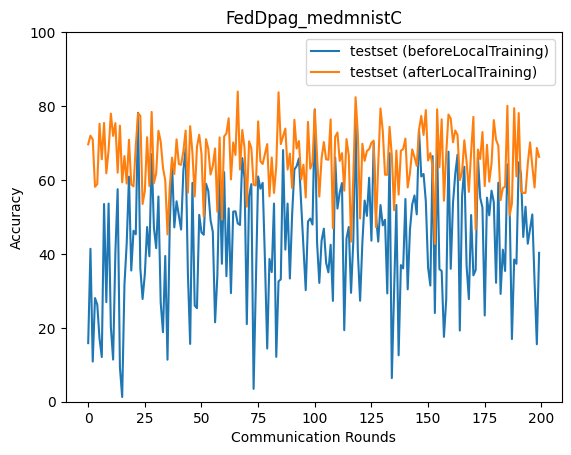 FedDpag_medmnistC
testset (beforeLocalTraining)
testset (afterLocalTraining)
Accuracy
100
80
60
40
20
0
0 25 50 75 100 125 150 175 200
Communication Rounds